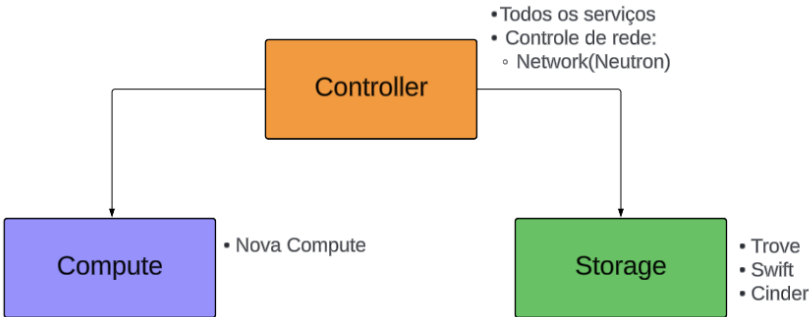 • Todos os serviços
• Controle de rede:
◦ Network(Neutron)
Controller
Compute
• Nova Compute
Storage
• Trove
• Swift
• Cinder